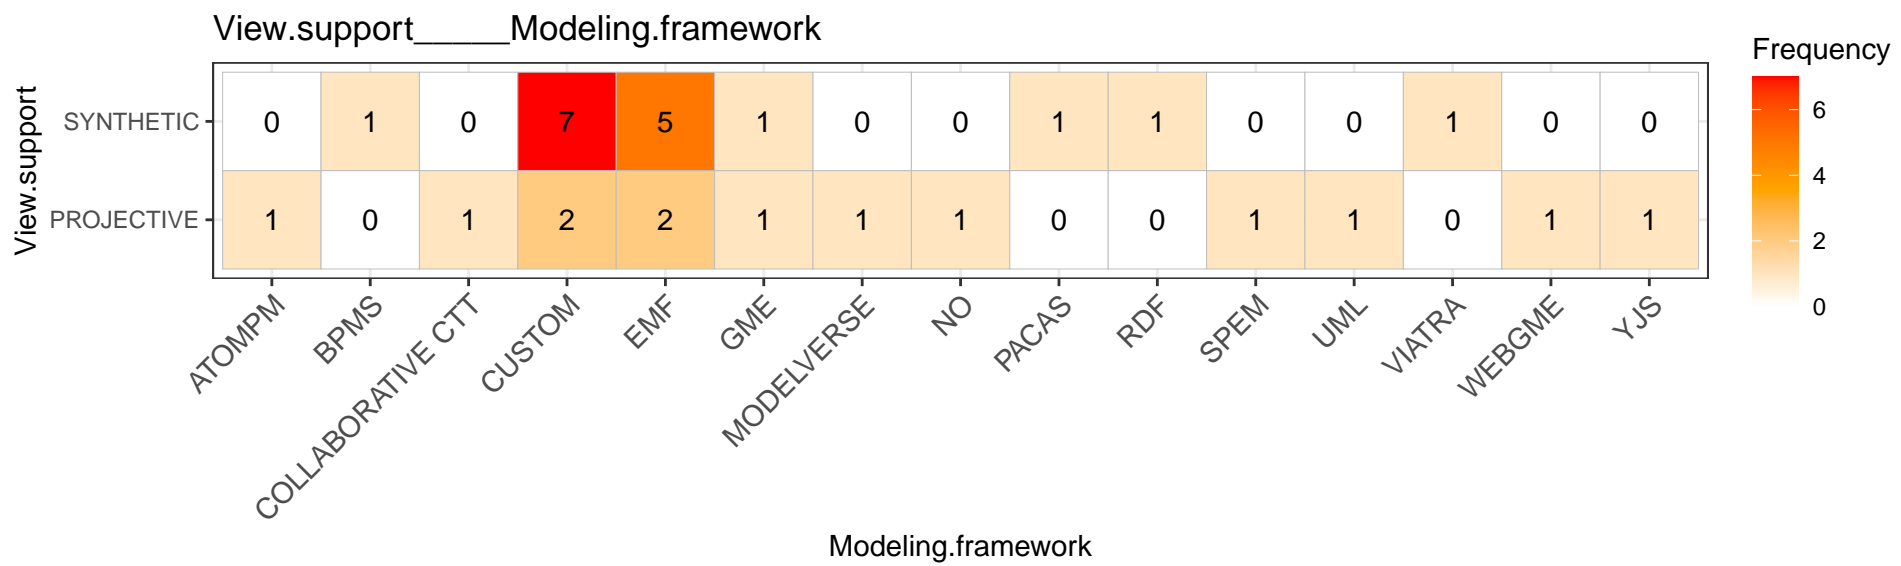 View.support_____Modeling.framework
Frequency
View.support
SYNTHETIC 0 1 0 7 5 1 0 0 1 1 0 0 1 0 0
PROJECTIVE 1 0 1 2 2 1 1 1 0 0 1 1 0 1 1
6
4
2
0
ATOMPM
BPMS
COLLABORATIVE CTT
CUSTOM
EMF
GME
MODELVERSE
NO
PACAS
RDF
SPEM
UML
VIATRA
WEBGME
YJS
Modeling.framework